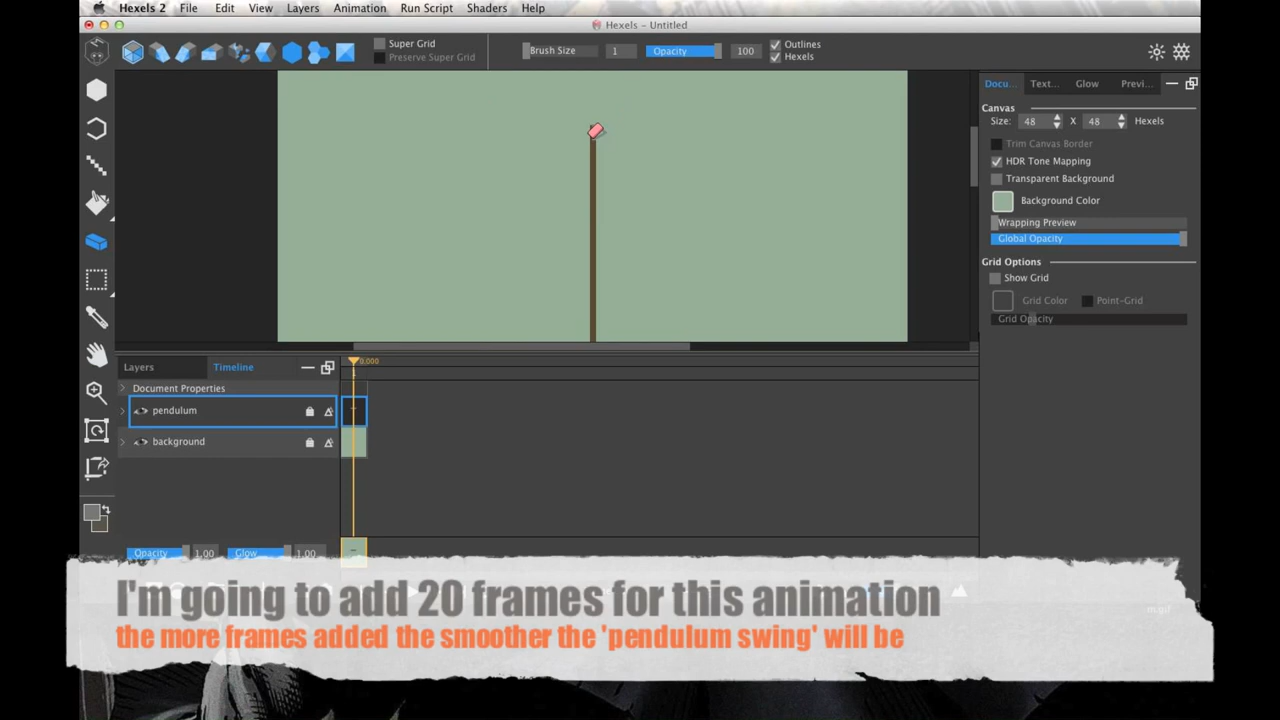 Hexels 2 File Edit View Layers Animation Run Script Shaders Help
Hexels - Untitled
Super Grid
Preserve Super Grid
Brush Size 1 Opacity 100
Outlines
Hexels
Docu... Text... Glow Previ...
Canvas
Size: 48 X 48 Hexels
Trim Canvas Border
HDR Tone Mapping
Transparent Background
Background Color
Wrapping Preview
Global Opacity
Grid Options
Show Grid
Grid Color Point-Grid
Grid Opacity
Layers Timeline
0.000
1
Document Properties
pendulum
background
Opacity 1.00 Glow 1.00
I'm going to add 20 frames for this animation
the more frames added the smoother the 'pendulum swing' will be